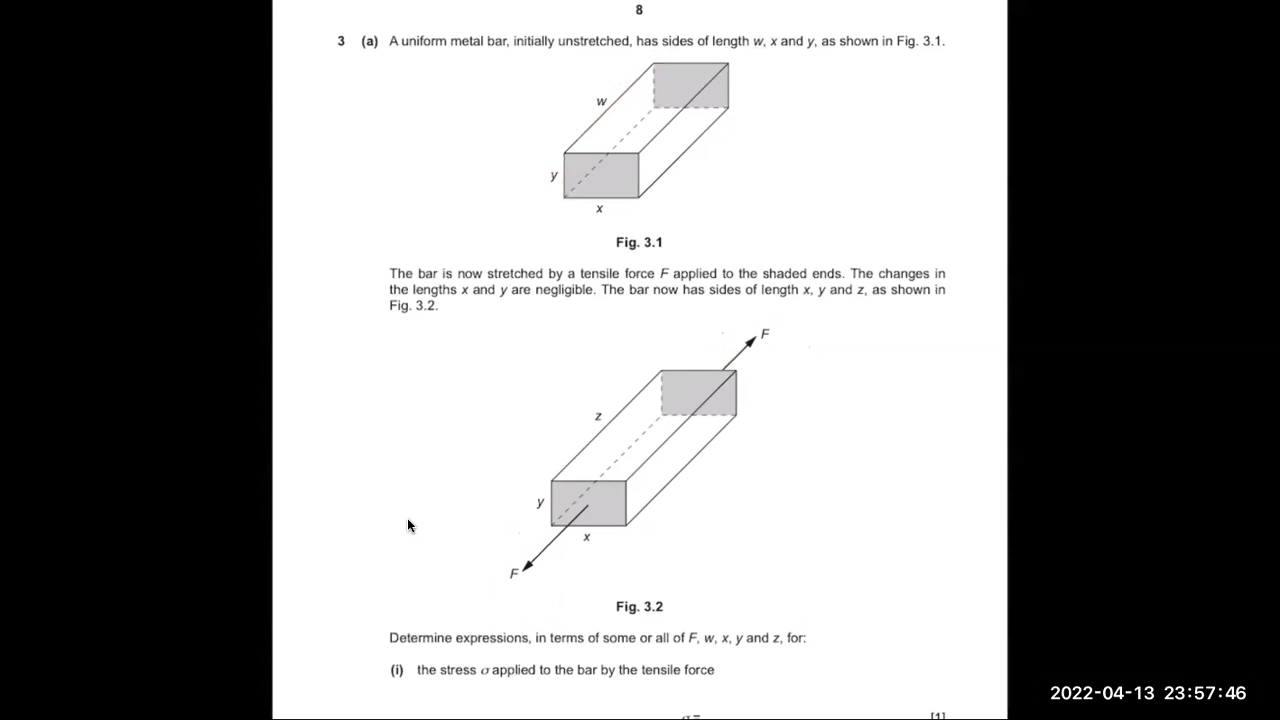 8
3 (a) A uniform metal bar, initially unstretched, has sides of length w, x and y, as shown in Fig. 3.1.
w
y
x
Fig. 3.1
The bar is now stretched by a tensile force F applied to the shaded ends. The changes in
the lengths x and y are negligible. The bar now has sides of length x, y and z, as shown in
Fig. 3.2.
F
z
y
x
F
Fig. 3.2
Determine expressions, in terms of some or all of F, w, x, y and z, for:
(i) the stress σ applied to the bar by the tensile force
2022-04-13 23:57:46
σ =
[1]